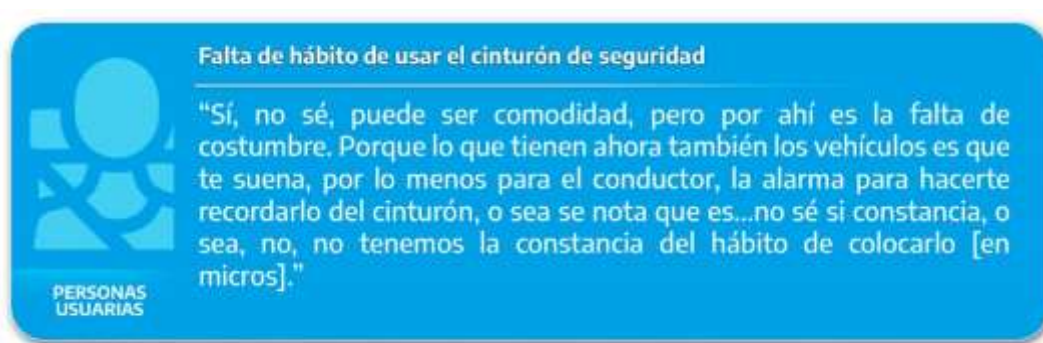 Falta de hábito de usar el cinturón de seguridad
“Sí, no sé, puede ser comodidad, pero por ahí es la falta de
costumbre. Porque lo que tienen ahora también los vehículos es que
te suena, por lo menos para el conductor, la alarma para hacerte
recordarlo del cinturón, o sea se nota que es...no sé si constancia, o
sea, no, no tenemos la constancia del hábito de colocarlo [en
micros].”
PERSONAS
USUARIAS